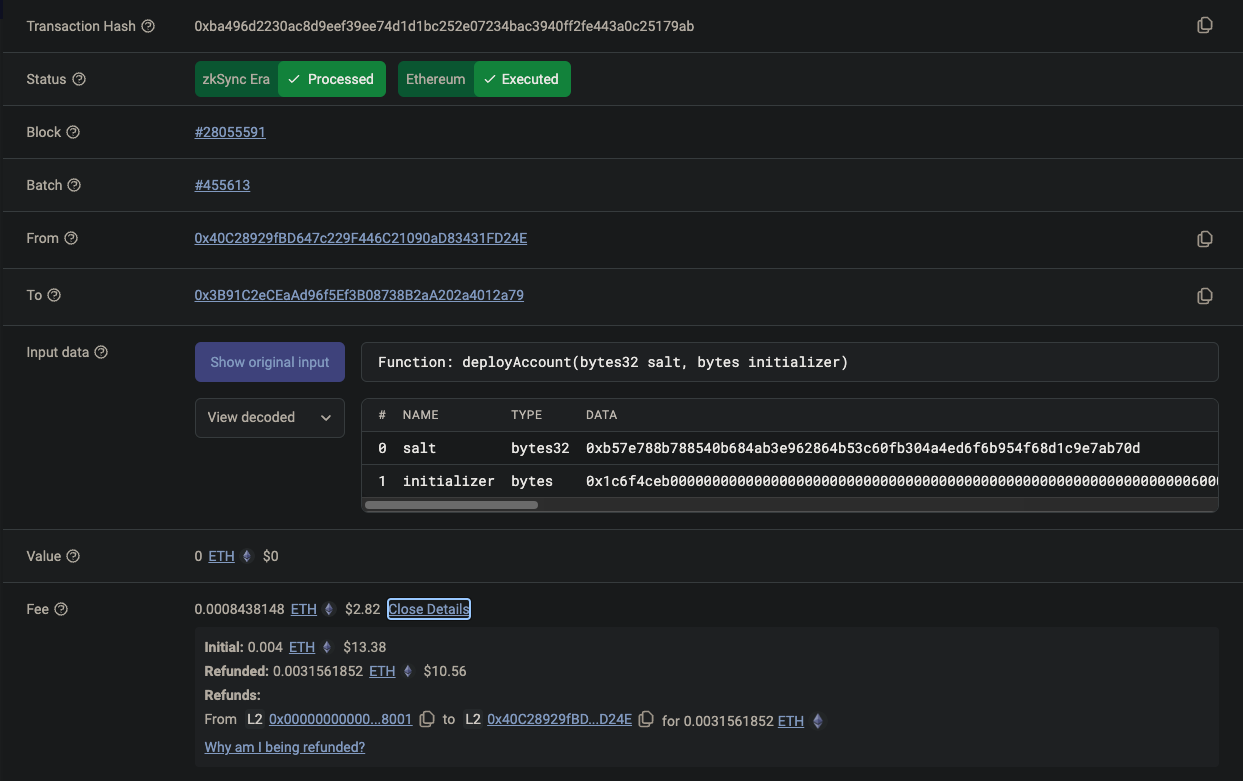 Transaction Hash 0xba496d2230ac8d9eef39ee74d1d1bc252e07234bac3940ff2fe443a0c25179ab
Status zkSync Era Processed Ethereum Executed
Block #28055591
Batch #455613
From 0x40C28929fBD647c229F446C21090aD83431FD24E
To 0x3B91C2eCEaAd96f5Ef3B08738B2aA202a4012a79
Input data Show original input Function: deployAccount(bytes32 salt, bytes initializer)
View decoded # NAME TYPE DATA
0 salt bytes32 0xb57e788b788540b684ab3e962864b53c60fb304a4ed6f6b954f68d1c9e7ab70d
1 initializer bytes
Value 0 ETH $0
Fee 0.0008438148 ETH $2.82 Close Details
Initial: 0.004 ETH $13.38
Refunded: 0.0031561852 ETH $10.56
Refunds:
From L2 0x00000000000...8001 to L2 0x40C28929fBD...D24E for 0.0031561852 ETH
Why am I being refunded?